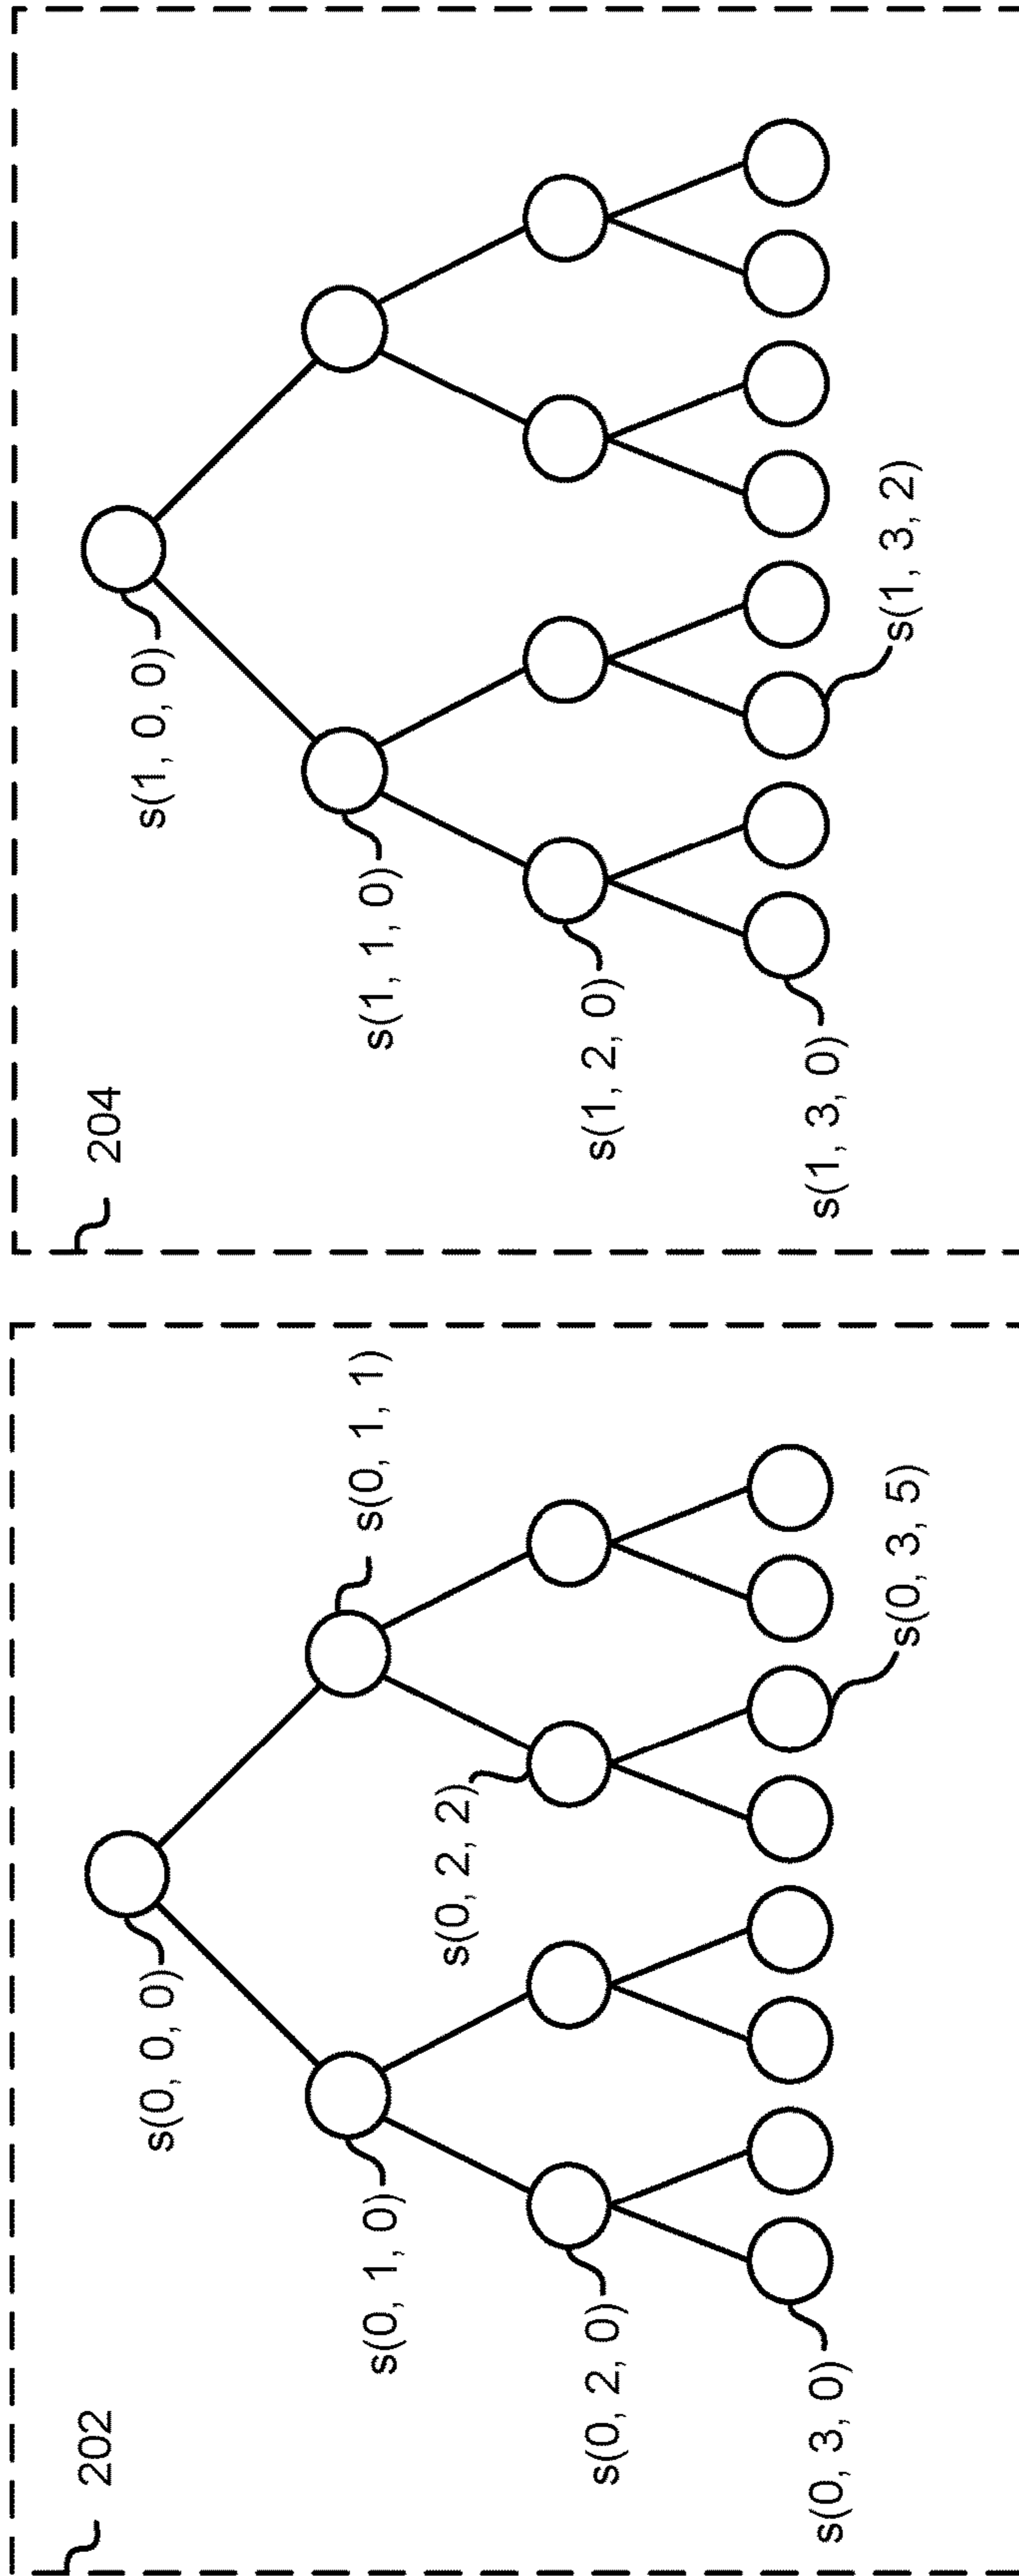 202
s(0, 0, 0)
s(0, 1, 0)
s(0, 1, 1)
s(0, 2, 2)
s(0, 2, 0)
s(0, 3, 0)
s(0, 3, 5)
204
s(1, 0, 0)
s(1, 1, 0)
s(1, 2, 0)
s(1, 3, 0)
s(1, 3, 2)